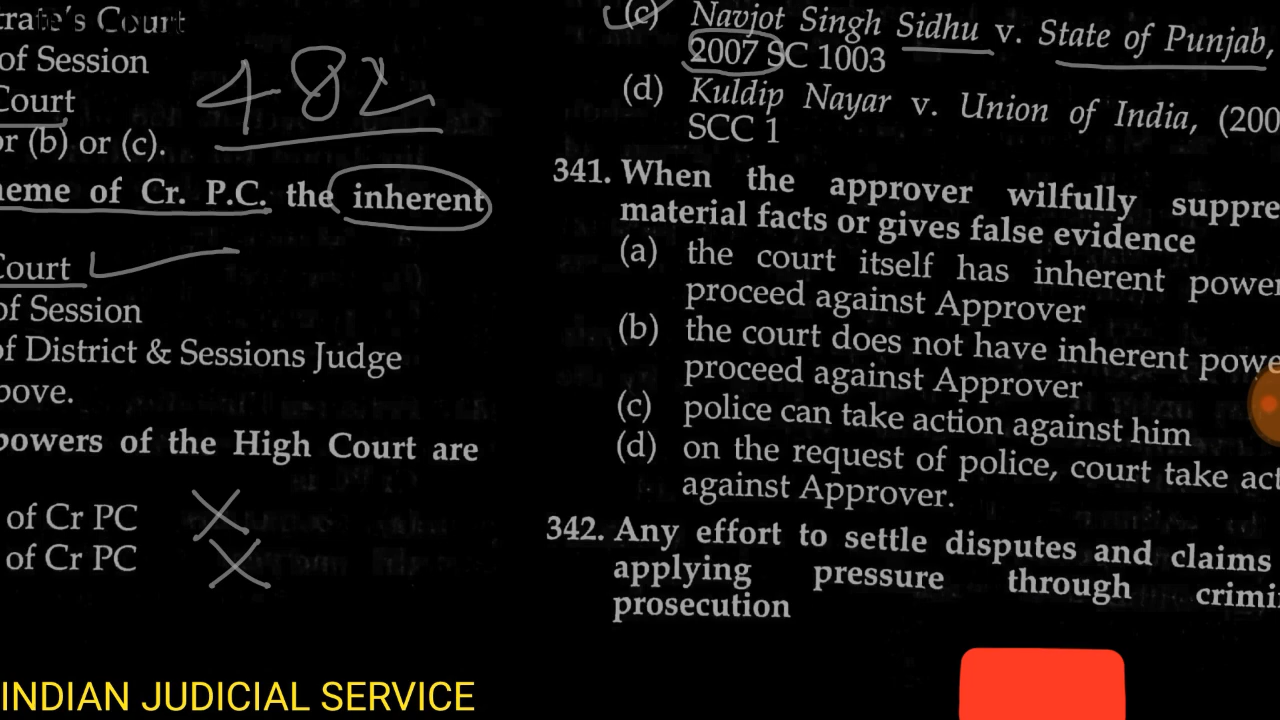 Court
of Session
Court
or (b) or (c).
482
of Cr. P.C. the inherent
Court
of Session
of District & Sessions Judge
powers of the High Court are
of Cr PC
of Cr PC
(c) Navjot Singh Sidhu v. State of Punjab,
2007 SC 1003
(d) Kuldip Nayar v. Union of India, (200
SCC 1
341. When the approver wilfully suppre
material facts or gives false evidence
(a) the court itself has inherent power
proceed against Approver
(b) the court does not have inherent powe
proceed against Approver
(c) police can take action against him
(d) on the request of police, court take act
against Approver.
342. Any effort to settle disputes and claims
applying pressure through crimi
prosecution
INDIAN JUDICIAL SERVICE